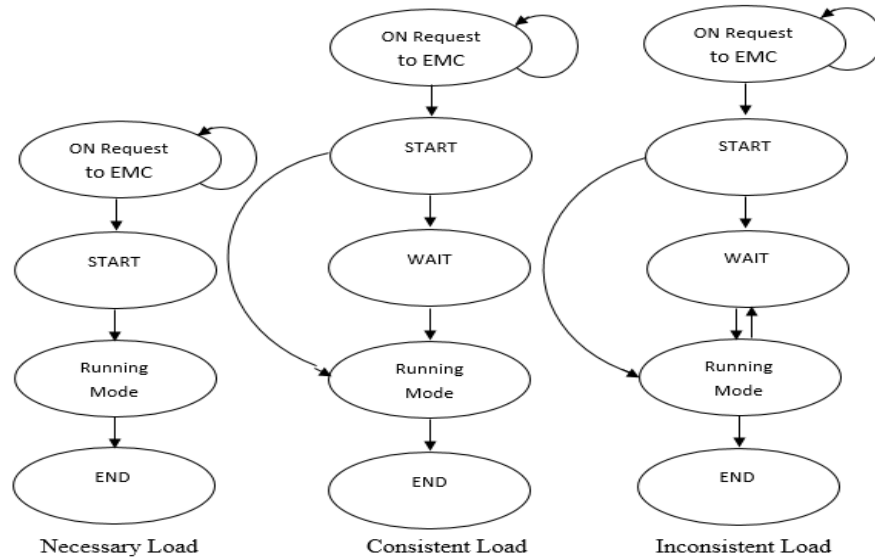 ON Request
to EMC
START
Running
Mode
END
Necessary Load
ON Request
to EMC
START
WAIT
Running
Mode
END
Consistent Load
ON Request
to EMC
START
WAIT
Running
Mode
END
Inconsistent Load